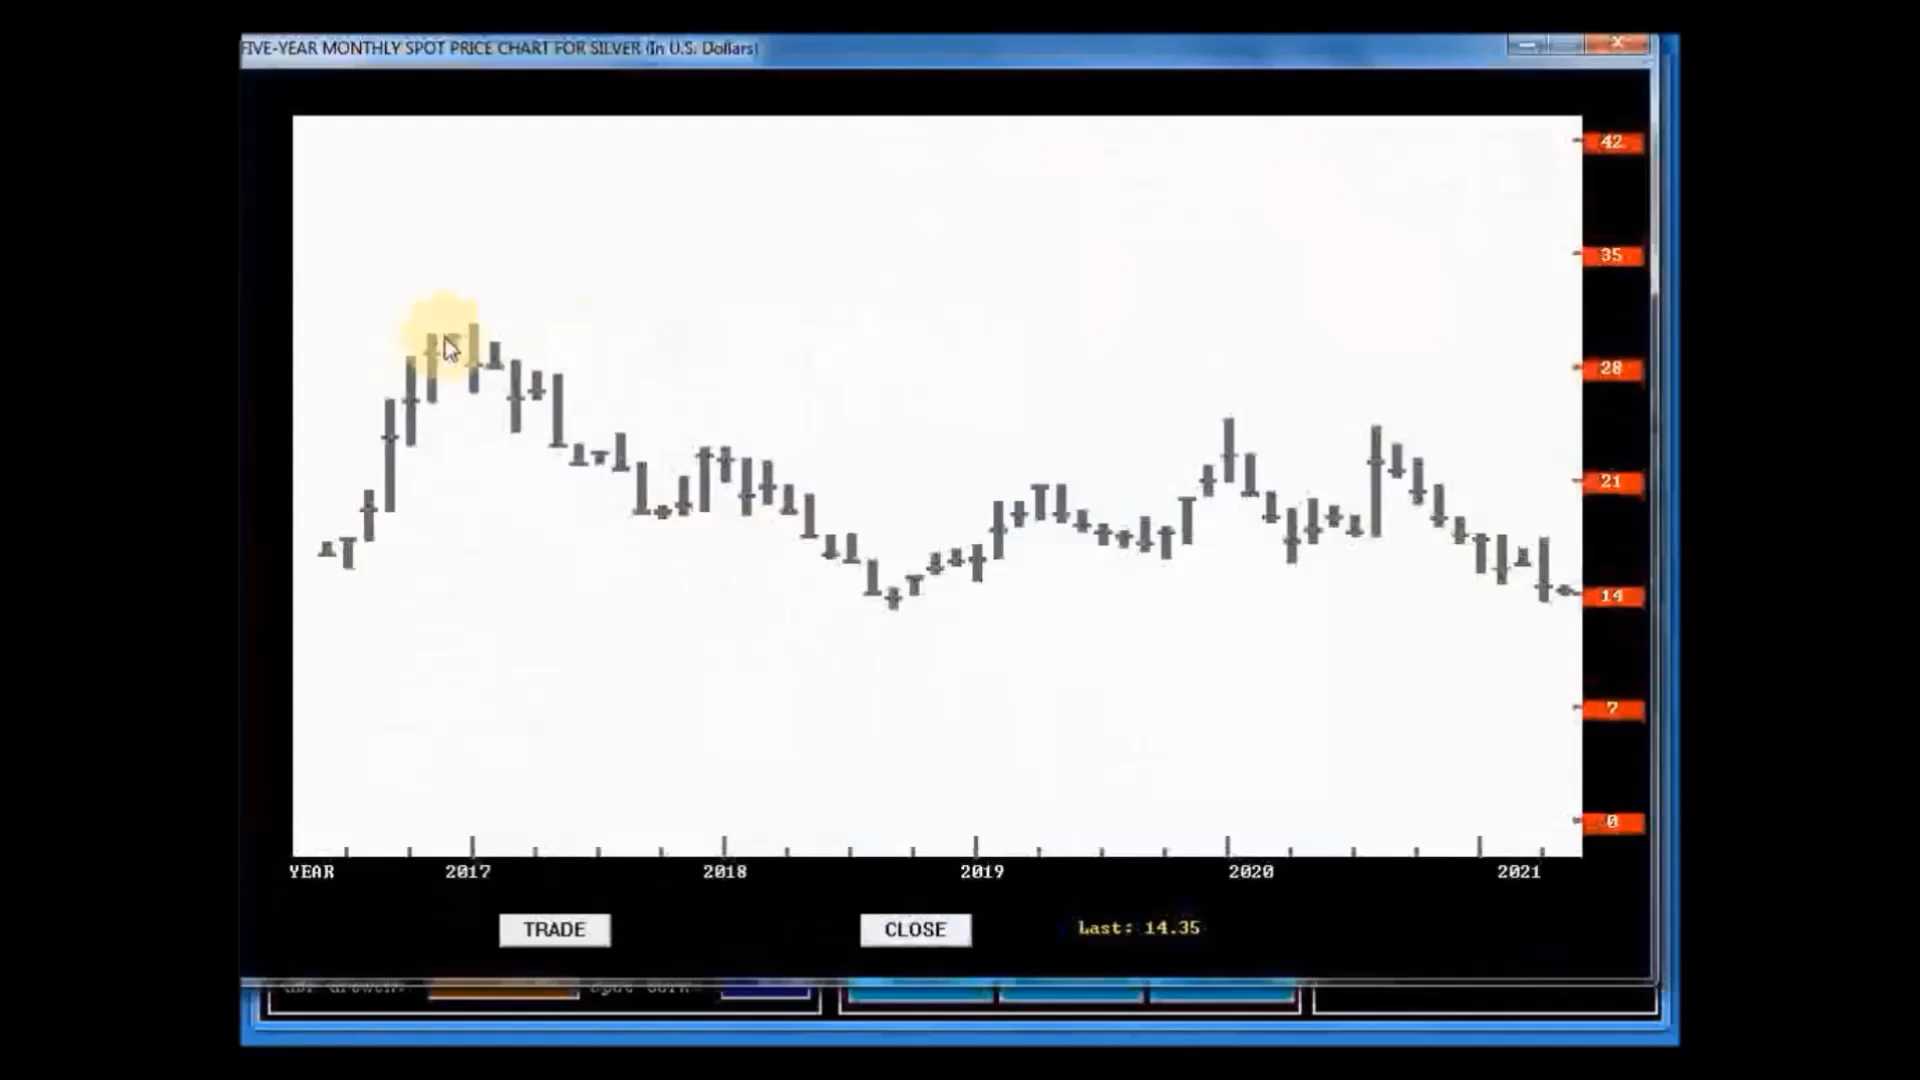 FIVE-YEAR MONTHLY SPOT PRICE CHART FOR SILVER (In U.S. Dollars)
42
35
28
21
14
7
0
YEAR 2017 2018 2019 2020 2021
TRADE CLOSE Last: 14.35